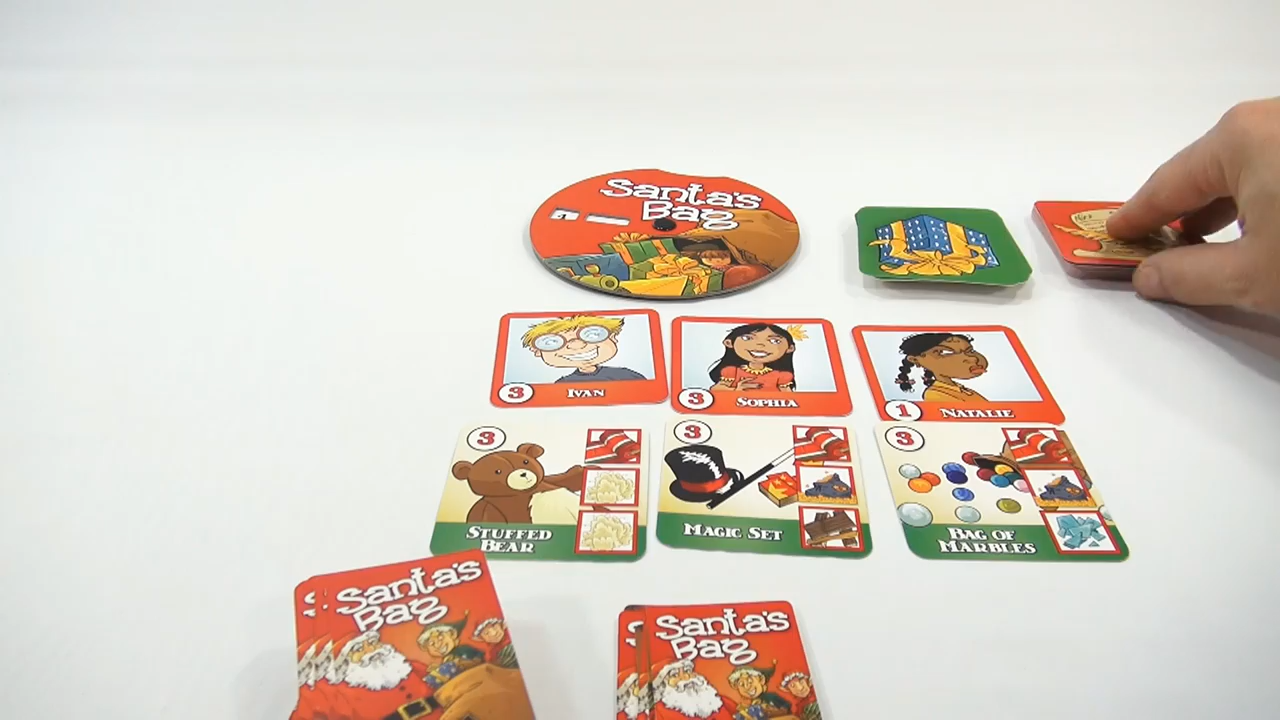 Santa's
Bag
3
IVAN
3
SOPHIA
1
NATALIE
3
STUFFED
BEAR
3
MAGIC SET
3
BAG OF
MARBLES
Santa's
Bag
Santa's
Bag